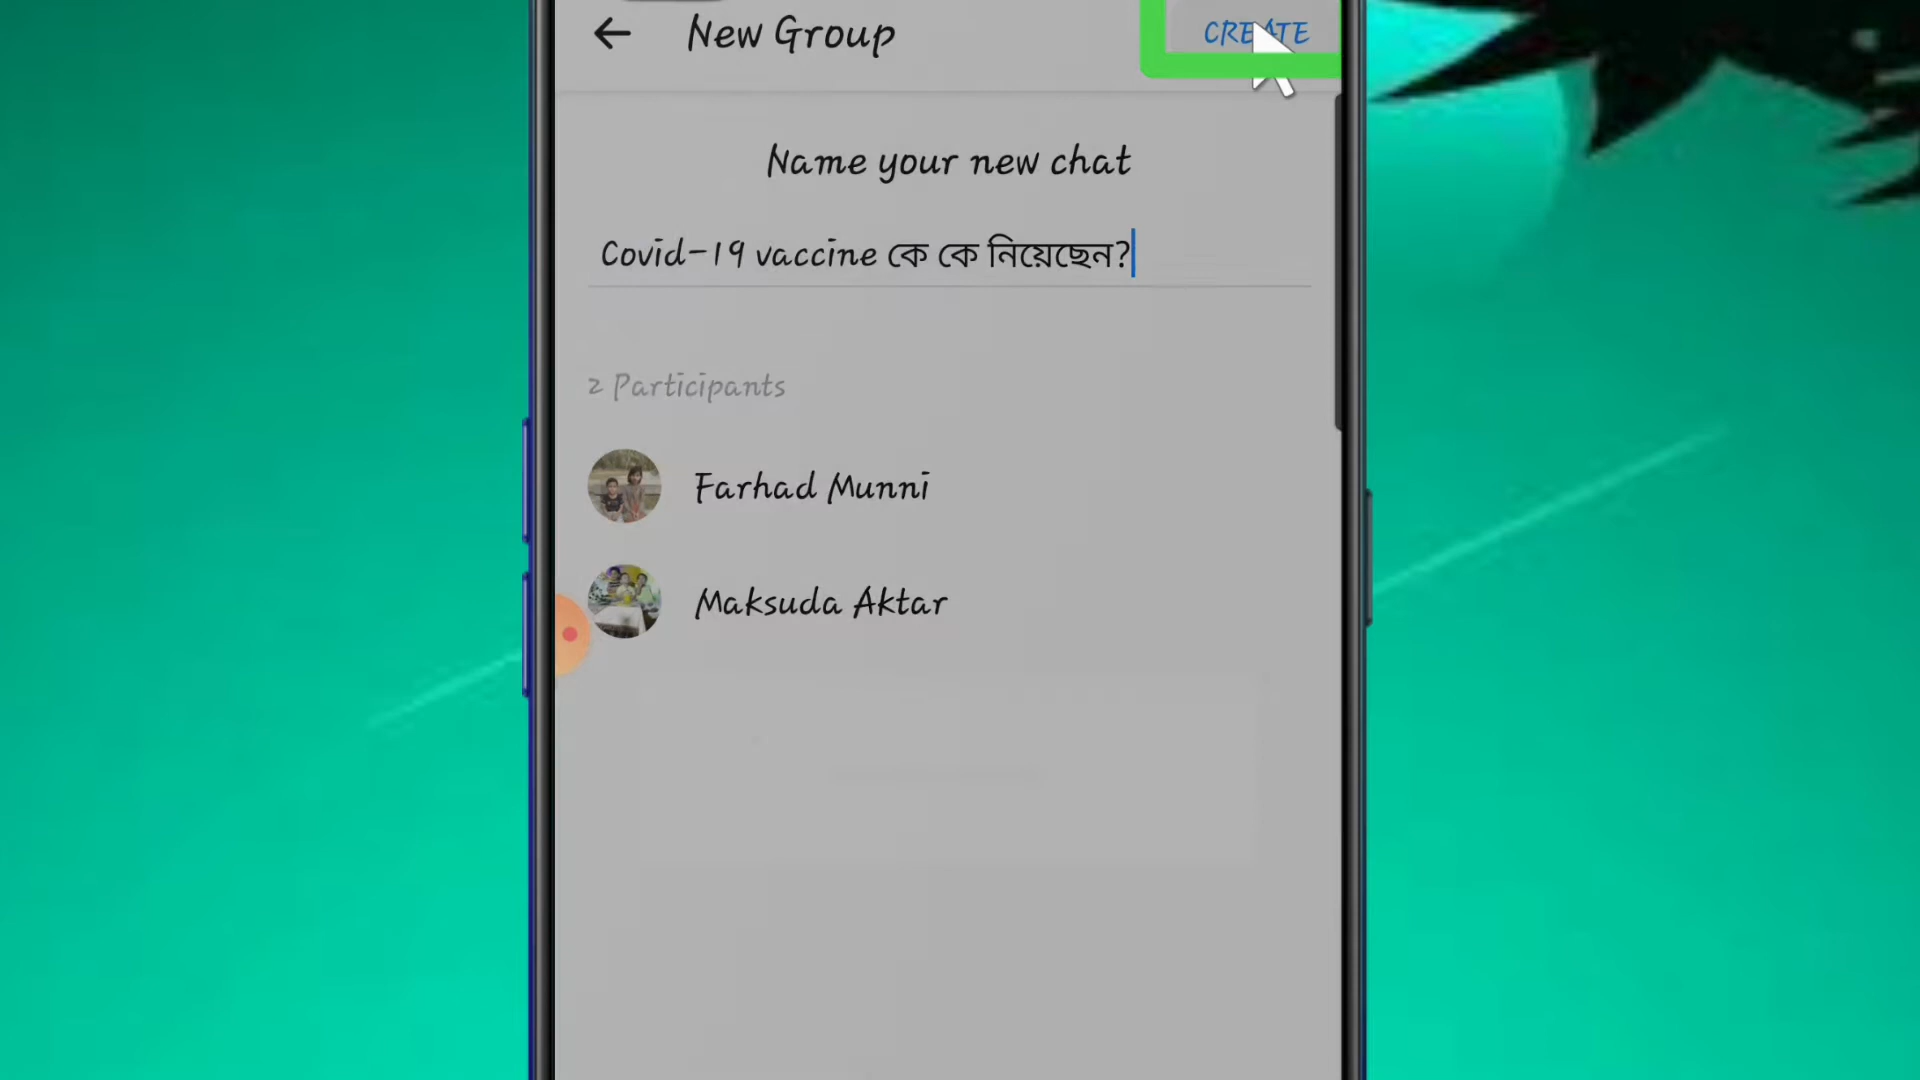 New Group
CREATE
Name your new chat
Covid-19 vaccine কে কে নিয়েছেন?
2 Participants
Farhad Munni
Maksuda Aktar